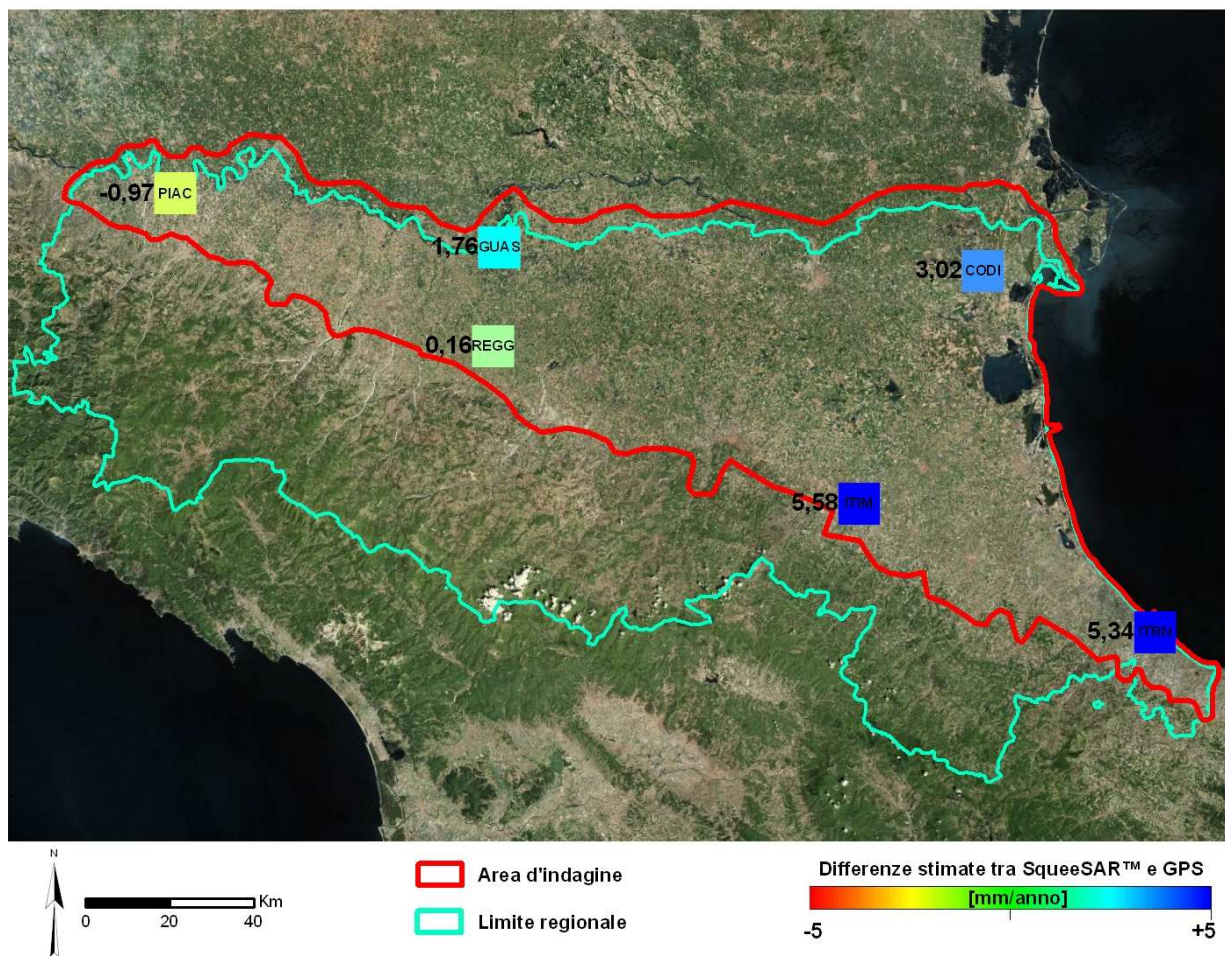 -0,97 PIAC
1,76 GUAS
3,02 CODI
0,16 REGG
5,58 ITIM
5,34 ITRN
N
Km
0 20 40
Area d'indagine
Limite regionale
Differenze stimate tra SqueeSAR™ e GPS
[mm/anno]
-5 +5